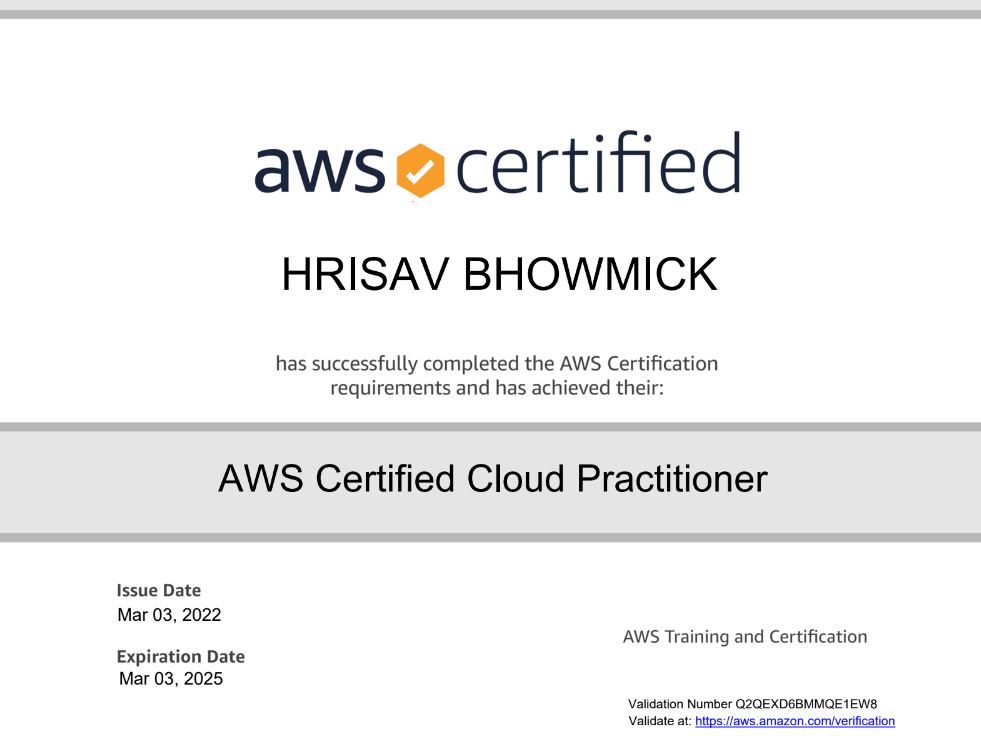 aws certified
HRISAV BHOWMICK
has successfully completed the AWS Certification
requirements and has achieved their:
AWS Certified Cloud Practitioner
Issue Date
Mar 03, 2022
Expiration Date
Mar 03, 2025
AWS Training and Certification
Validation Number Q2QEXD6BMMQE1EW8
Validate at: https://aws.amazon.com/verification